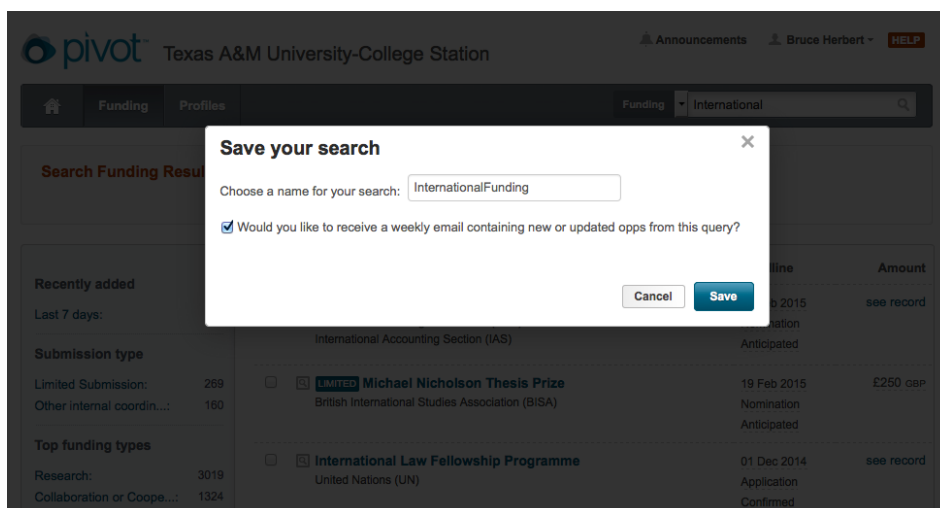 pivot™ Texas A&M University-College Station
Announcements Bruce Herbert HELP
Funding Profiles
Funding International
Save your search
Search Funding
Choose a name for your search: InternationalFunding
Would you like to receive a weekly email containing new or updated opps from this query?
Cancel Save
Recently added
Last 7 days:
Amount
2015 see record
Anticipated
International Accounting Section (IAS)
Submission type
Limited Submission: 269
Other internal coordin...: 160
LIMITED Michael Nicholson Thesis Prize
British International Studies Association (BISA)
19 Feb 2015 £250 GBP
Nomination
Anticipated
Top funding types
Research: 3019
Collaboration or Coope...: 1324
International Law Fellowship Programme
United Nations (UN)
01 Dec 2014 see record
Application
Confirmed